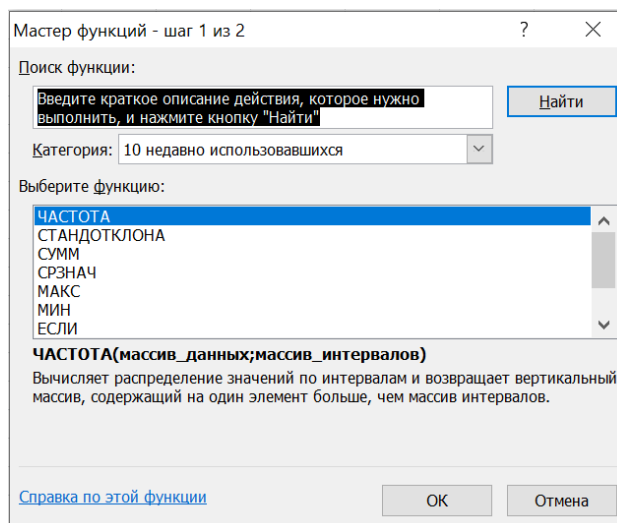 Мастер функций - шаг 1 из 2
?
Поиск функции:
Введите краткое описание действия, которое нужно
выполнить, и нажмите кнопку "Найти"
Найти
Категория: 10 недавно использовавшихся
Выберите функцию:
ЧАСТОТА
СТАНДОТКЛОНА
СУММ
СРЗНАЧ
МАКС
МИН
ЕСЛИ
ЧАСТОТА(массив_данных;массив_интервалов)
Вычисляет распределение значений по интервалам и возвращает вертикальный
массив, содержащий на один элемент больше, чем массив интервалов.
Справка по этой функции
ОК
Отмена